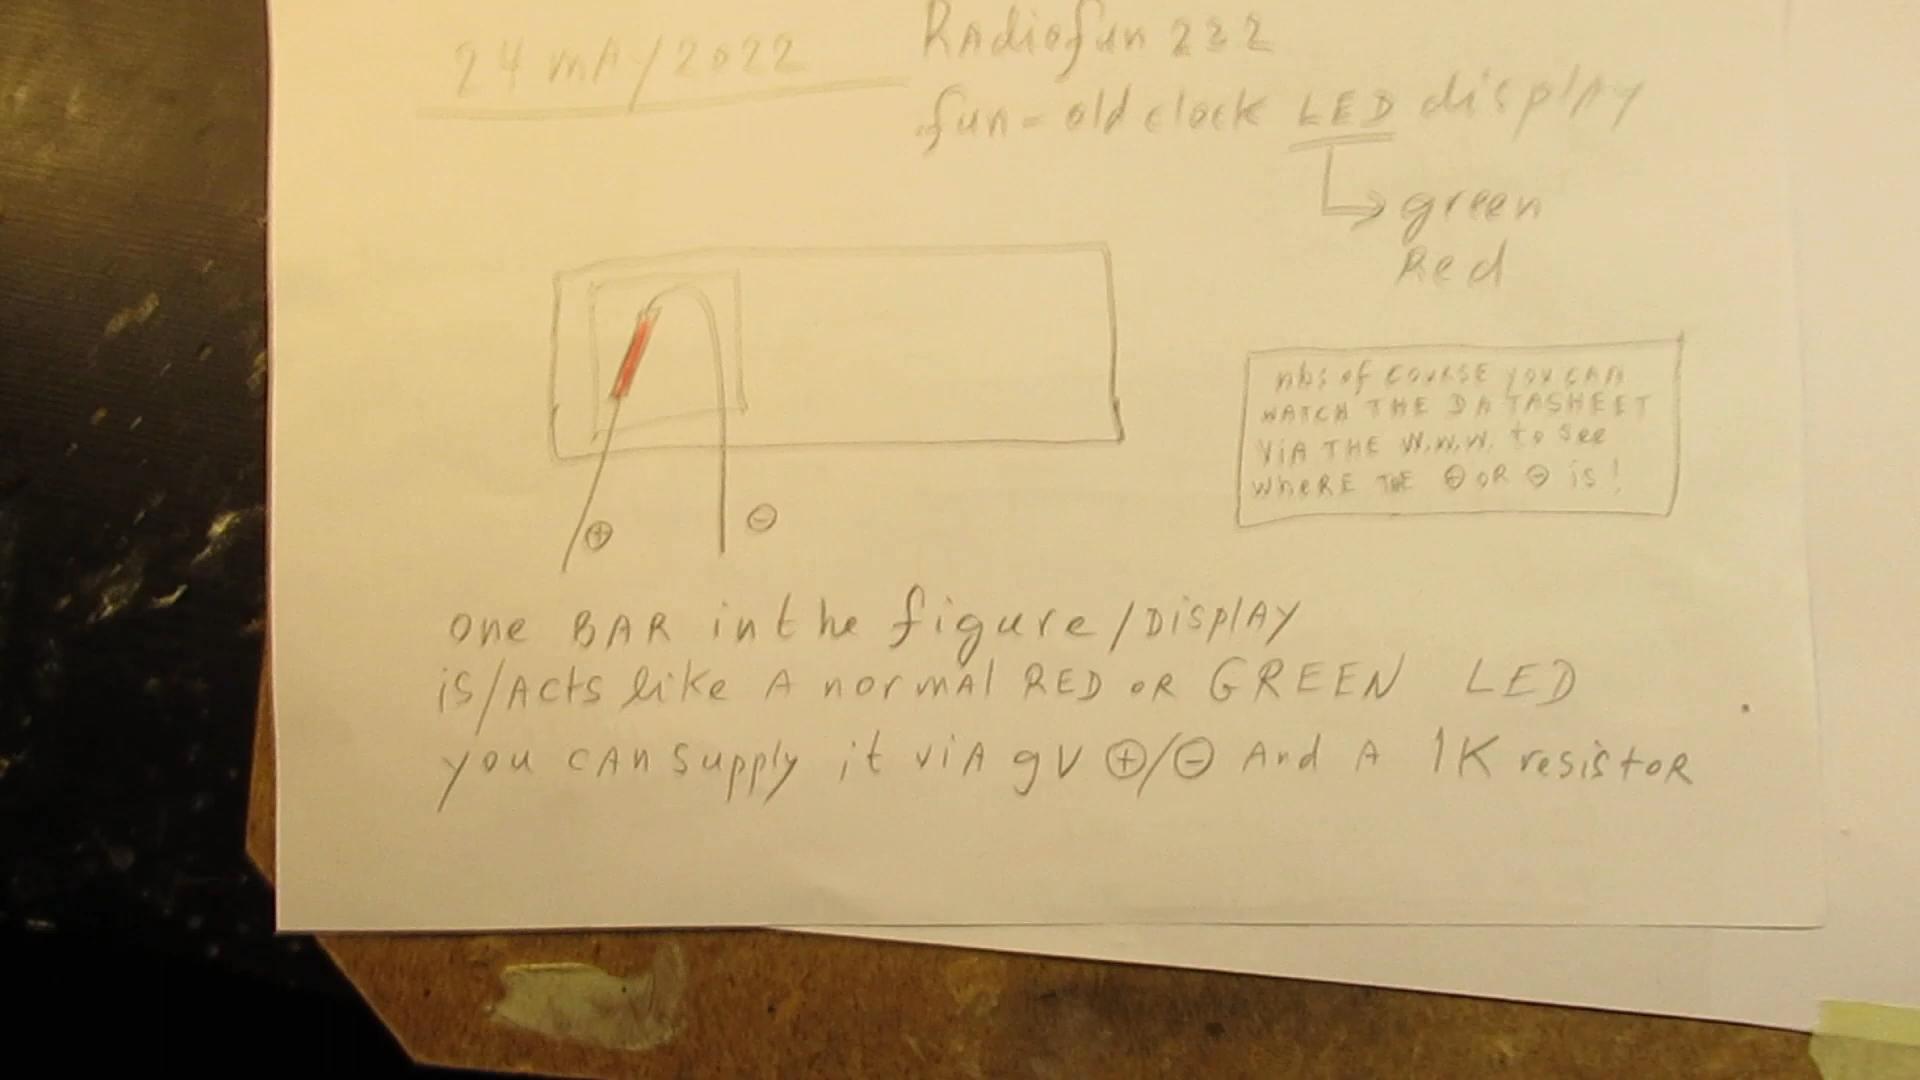 24 mAy/2022
RAdiofun 222
fun - old clock LED displAy
green
Red
nb: of course you can
WATCH THE DATASHEET
ViA THE W.W.W. to see
wheRE THE ⊕ OR ⊖ is!
⊕ ⊖
one BAR in the figure/DisplAy
is/Acts like A normAl RED oR GREEN LED
you cAn supply it viA 9V ⊕/⊖ And A 1K resistoR